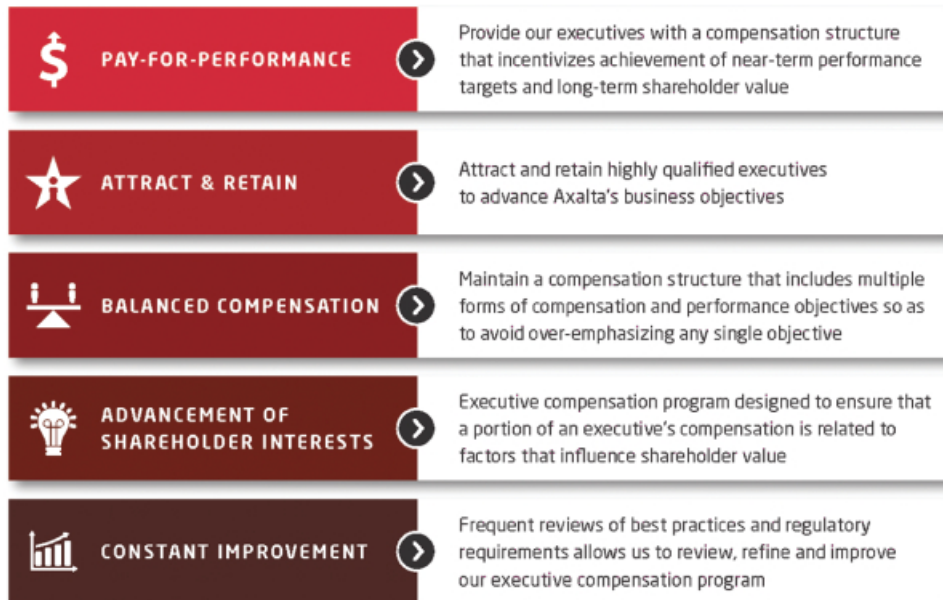 PAY-FOR-PERFORMANCE
Provide our executives with a compensation structure
that incentivizes achievement of near-term performance
targets and long-term shareholder value
ATTRACT & RETAIN
Attract and retain highly qualified executives
to advance Axalta's business objectives
BALANCED COMPENSATION
Maintain a compensation structure that includes multiple
forms of compensation and performance objectives so as
to avoid over-emphasizing any single objective
ADVANCEMENT OF
SHAREHOLDER INTERESTS
Executive compensation program designed to ensure that
a portion of an executive's compensation is related to
factors that influence shareholder value
CONSTANT IMPROVEMENT
Frequent reviews of best practices and regulatory
requirements allows us to review, refine and improve
our executive compensation program